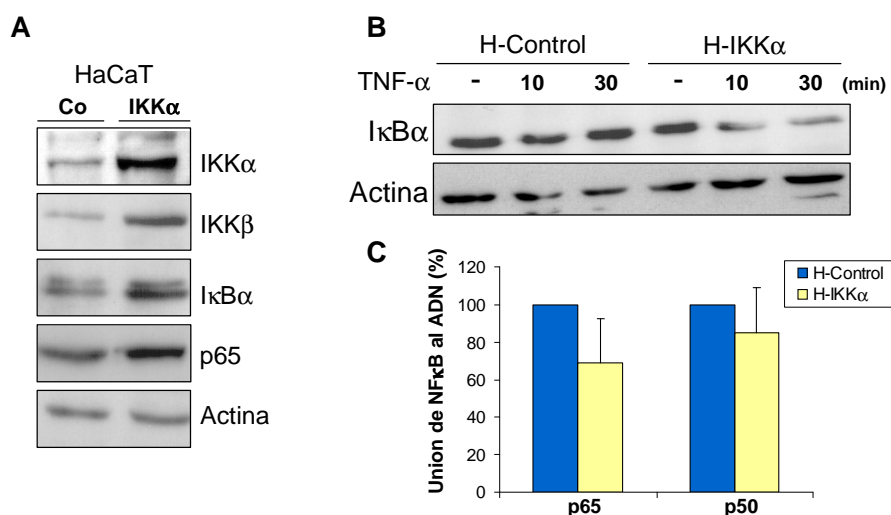 A
HaCaT
Co IKKα
IKKα
IKKβ
IκBα
p65
Actina
B
H-Control H-IKKα
TNF-α - 10 30 - 10 30 (min)
IκBα
Actina
C
Union de NFκB al ADN (%)
120
100
80
60
40
20
0
p65 p50
H-Control
H-IKKα